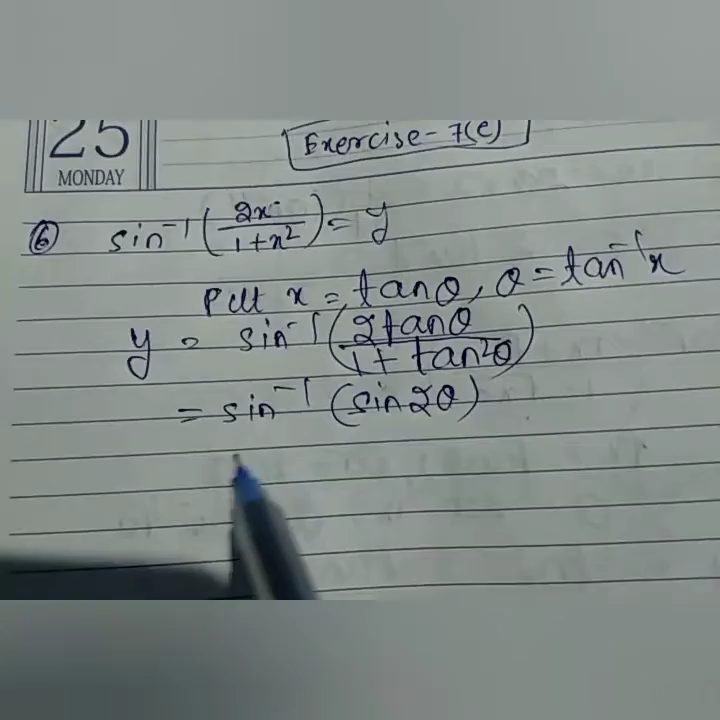 25
MONDAY
Exercise - 7(e)
⑥ sin⁻¹(2x/1+x²) = y
Put x = tanθ, θ = tan⁻¹x
y = sin⁻¹(2tanθ/1+tan²θ)
= sin⁻¹(sin2θ)